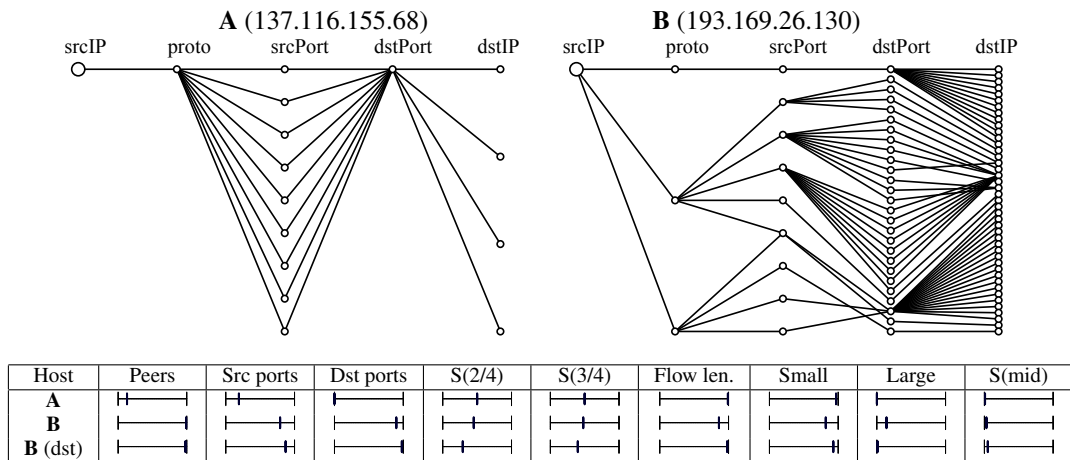 A (137.116.155.68) B (193.169.26.130)
srcIP proto srcPort dstPort dstIP srcIP proto srcPort dstPort dstIP
Host Peers Src ports Dst ports S(2/4) S(3/4) Flow len. Small Large S(mid)
A
B
B (dst)